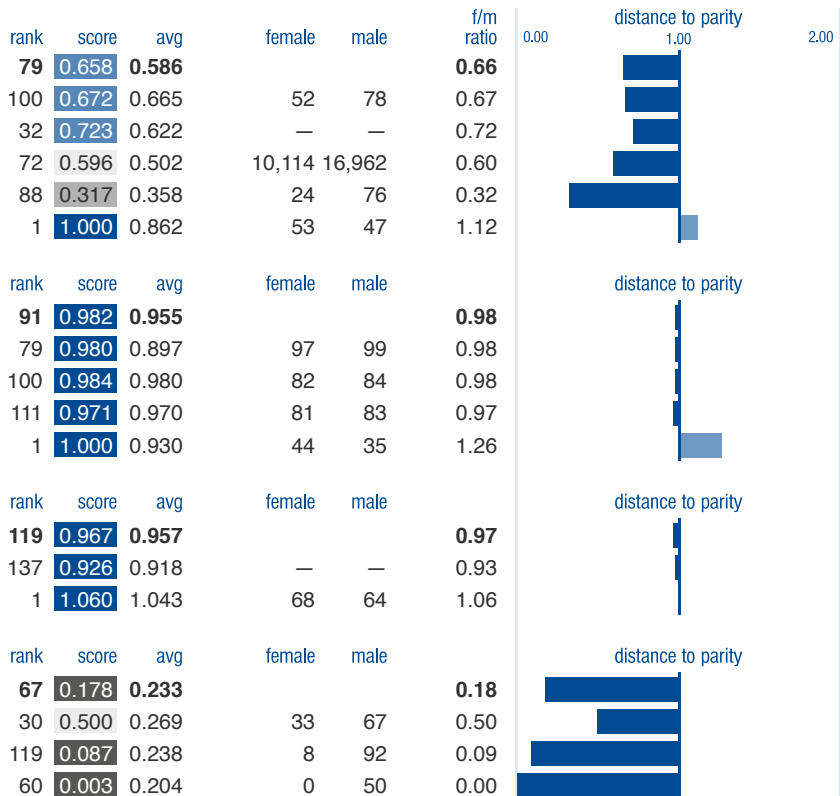 f/m distance to parity
rank score avg female male ratio 0.00 1.00 2.00
79 0.658 0.586 0.66
100 0.672 0.665 52 78 0.67
32 0.723 0.622 — — 0.72
72 0.596 0.502 10,114 16,962 0.60
88 0.317 0.358 24 76 0.32
1 1.000 0.862 53 47 1.12
rank score avg female male distance to parity
91 0.982 0.955 0.98
79 0.980 0.897 97 99 0.98
100 0.984 0.980 82 84 0.98
111 0.971 0.970 81 83 0.97
1 1.000 0.930 44 35 1.26
rank score avg female male distance to parity
119 0.967 0.957 0.97
137 0.926 0.918 — — 0.93
1 1.060 1.043 68 64 1.06
rank score avg female male distance to parity
67 0.178 0.233 0.18
30 0.500 0.269 33 67 0.50
119 0.087 0.238 8 92 0.09
60 0.003 0.204 0 50 0.00